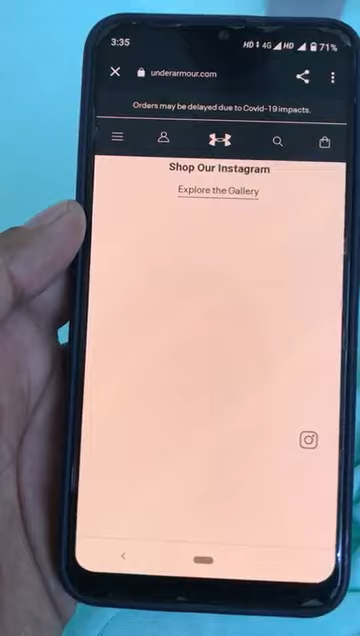 3:35
HD 4G HD 71%
underarmour.com
Orders may be delayed due to Covid-19 impacts.
Shop Our Instagram
Explore the Gallery